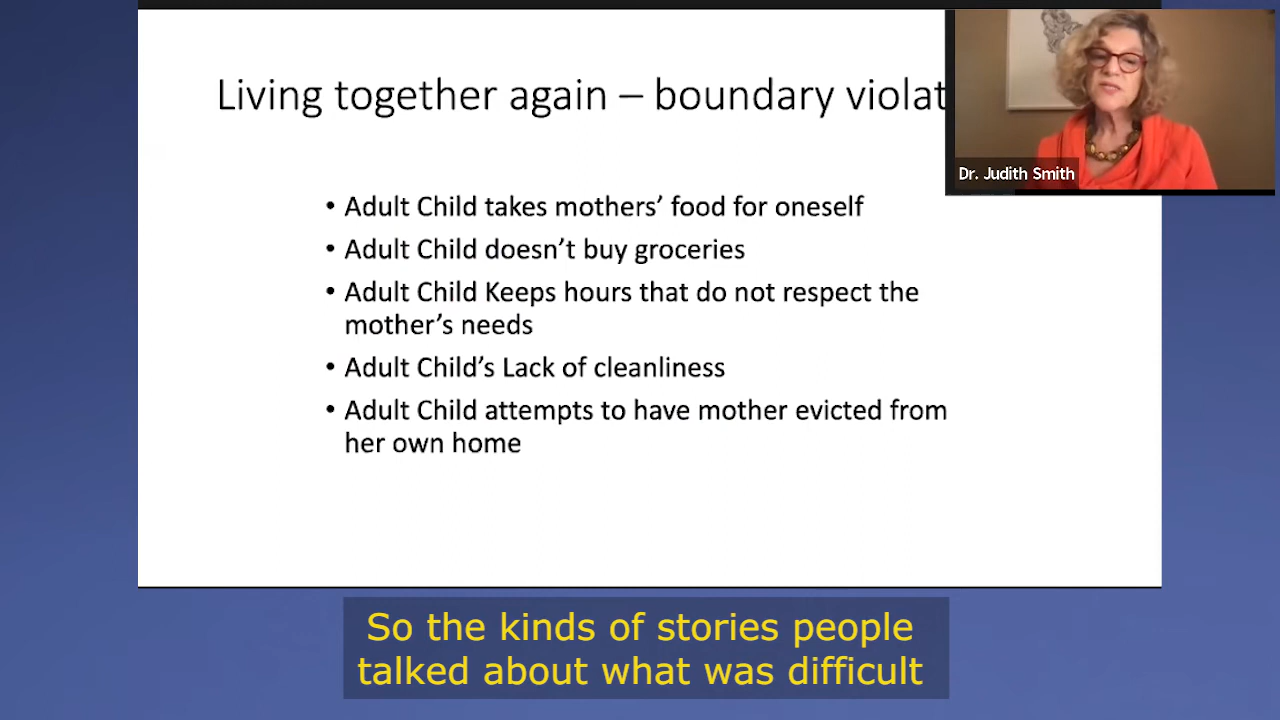 Living together again – boundary violat
Dr. Judith Smith
• Adult Child takes mothers’ food for oneself
• Adult Child doesn’t buy groceries
• Adult Child Keeps hours that do not respect the
mother’s needs
• Adult Child’s Lack of cleanliness
• Adult Child attempts to have mother evicted from
her own home
So the kinds of stories people
talked about what was difficult